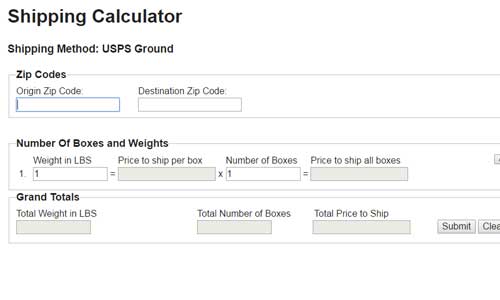 Shipping Calculator
Shipping Method: USPS Ground
Zip Codes
Origin Zip Code: Destination Zip Code:
Number Of Boxes and Weights
Weight in LBS Price to ship per box Number of Boxes Price to ship all boxes
1. 1 = x 1 =
Grand Totals
Total Weight in LBS Total Number of Boxes Total Price to Ship
Submit Clea